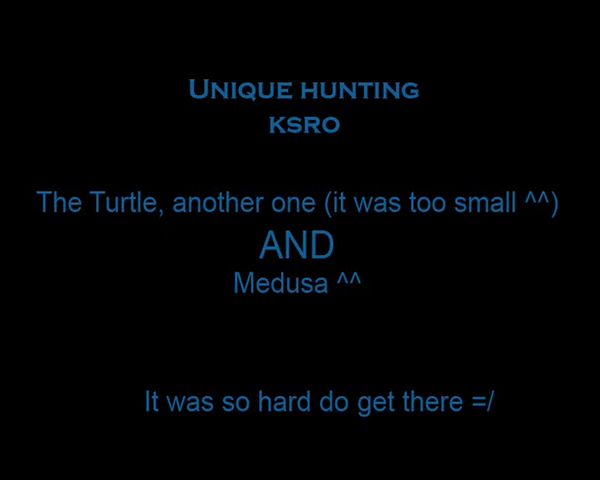 Unique hunting
ksro
The Turtle, another one (it was too small ^^)
AND
Medusa ^^
It was so hard do get there =/